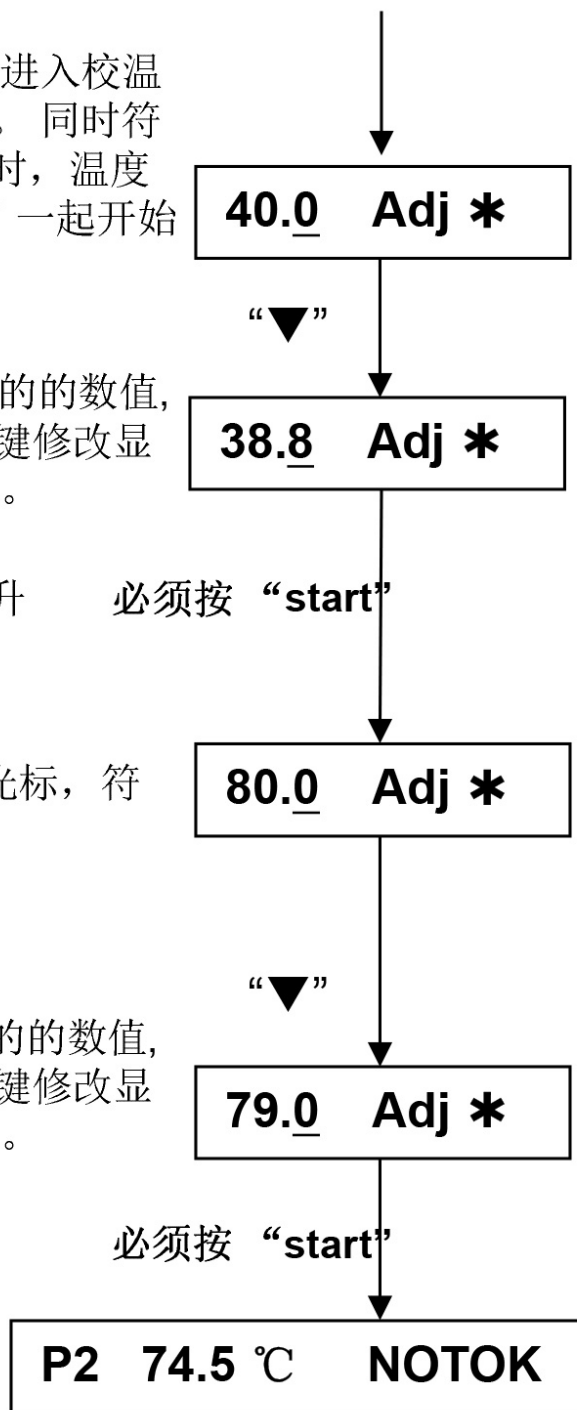 进入校温
。同时符
时，温度
”一起开始
40.0 Adj ✱
“▼”
的的数值,
键修改显
。
38.8 Adj ✱
升 必须按 “start”
光标，符
80.0 Adj ✱
“▼”
的的数值,
键修改显
。
79.0 Adj ✱
必须按 “start”
P2 74.5 ℃ NOTOK